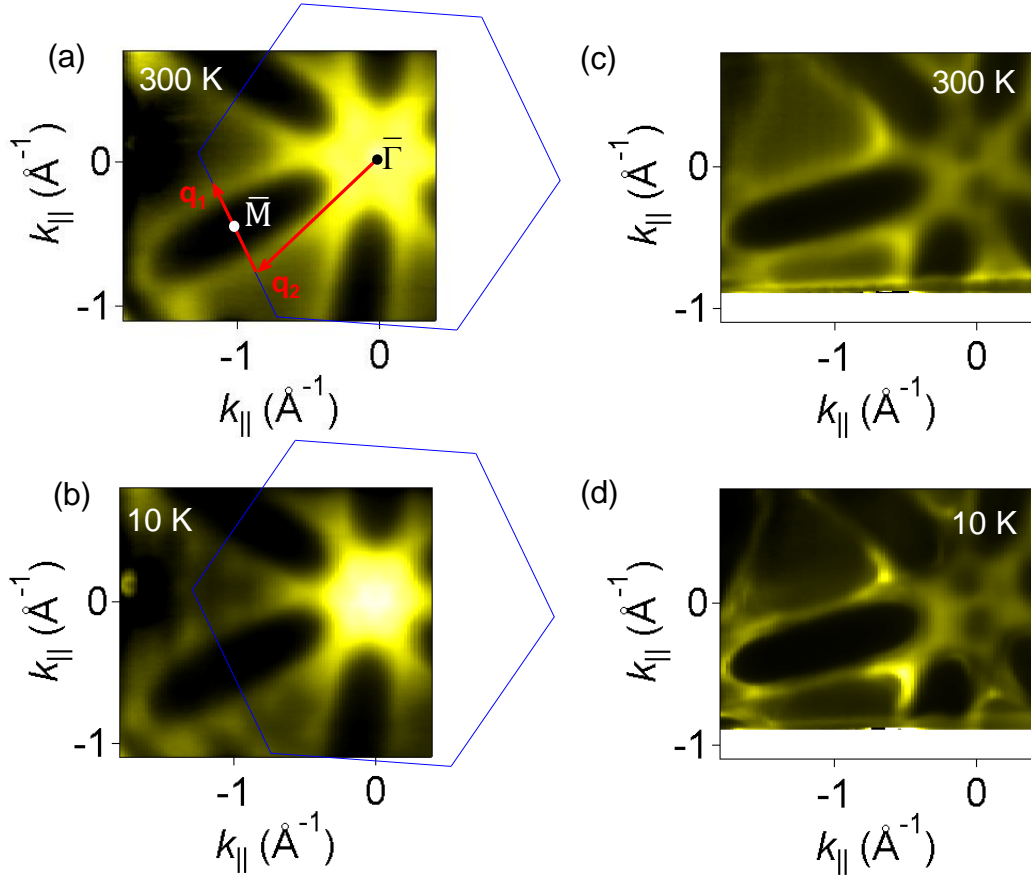 (a)
300 K
Γ̅
q1
M̅
q2
0
-1
k|| (Å-1)
-1
0
k|| (Å-1)
(c)
300 K
0
-1
k|| (Å-1)
-1
0
k|| (Å-1)
(b)
10 K
0
-1
k|| (Å-1)
-1
0
k|| (Å-1)
(d)
10 K
0
-1
k|| (Å-1)
-1
0
k|| (Å-1)